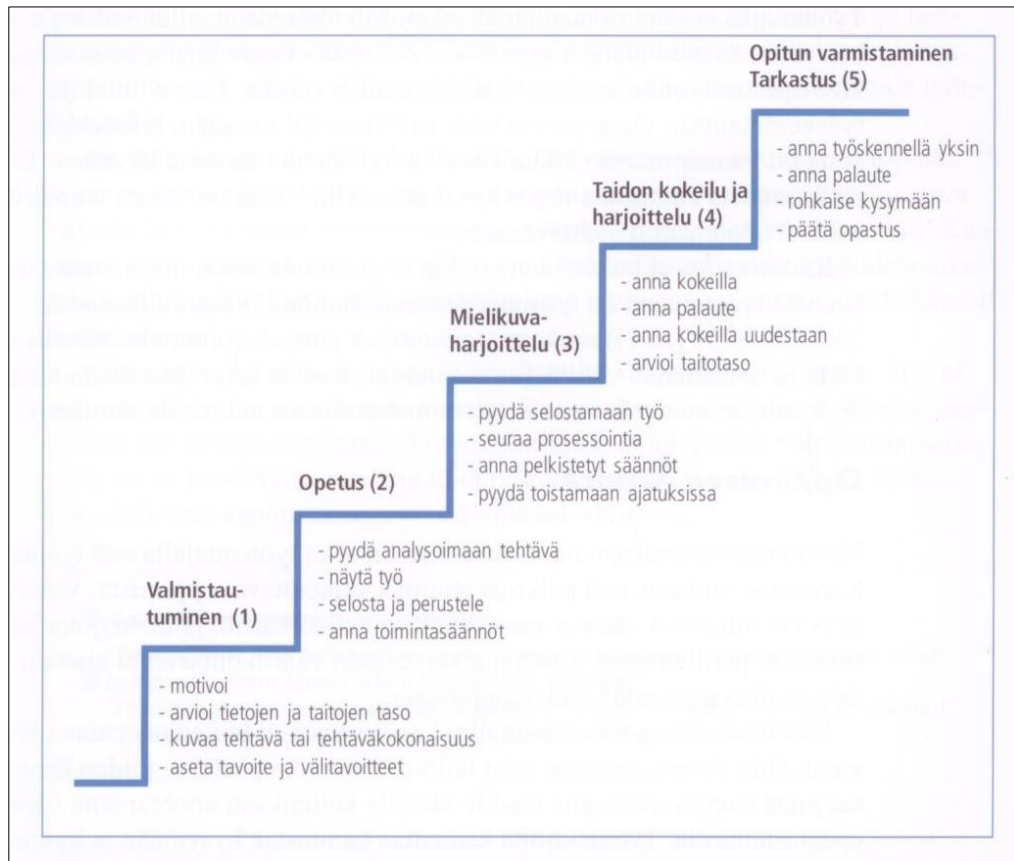 Valmistau-
tuminen (1)
- motivoi
- arvioi tietojen ja taitojen taso
- kuvaa tehtävä tai tehtäväkokonaisuus
- aseta tavoite ja välitavoitteet
Opetus (2)
- pyydä analysoimaan tehtävä
- näytä työ
- selosta ja perustele
- anna toimintasäännöt
Mielikuva-
harjoittelu (3)
- pyydä selostamaan työ
- seuraa prosessointia
- anna pelkistetyt säännöt
- pyydä toistamaan ajatuksissa
Taidon kokeilu ja
harjoittelu (4)
- anna kokeilla
- anna palaute
- anna kokeilla uudestaan
- arvioi taitotaso
Opitun varmistaminen
Tarkastus (5)
- anna työskennellä yksin
- anna palaute
- rohkaise kysymään
- päätä opastus